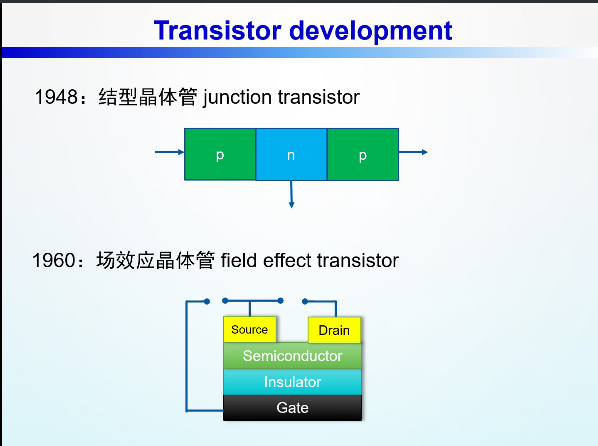 Transistor development
1948：结型晶体管 junction transistor
p n p
1960：场效应晶体管 field effect transistor
Source Drain
Semiconductor
Insulator
Gate